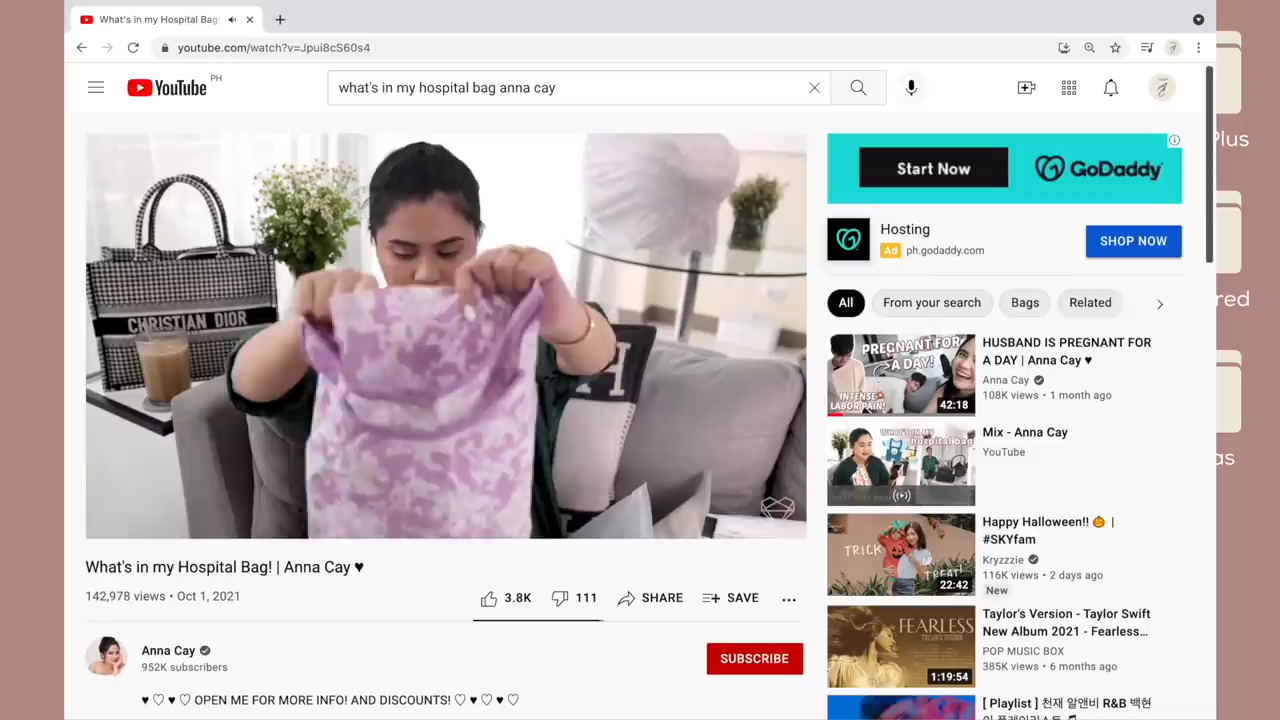 What's in my Hospital Bag
youtube.com/watch?v=Jpui8cS60s4
YouTube PH
what's in my hospital bag anna cay
Plus
red
as
CHRISTIAN DIOR
Start Now
GoDaddy
Hosting
Ad ph.godaddy.com
SHOP NOW
All
From your search
Bags
Related
PREGNANT FOR
A DAY!
INTENSE
LABOR PAIN!
42:18
HUSBAND IS PREGNANT FOR
A DAY | Anna Cay ♥
Anna Cay
108K views • 1 month ago
WHAT'S IN MY
hospital bag!
Mix - Anna Cay
YouTube
TRICK
or TREAT!
22:42
Happy Halloween!! 🎃 |
#SKYfam
Kryzzzie
116K views • 2 days ago
New
FEARLESS
1:19:54
Taylor's Version - Taylor Swift
New Album 2021 - Fearless...
POP MUSIC BOX
385K views • 6 months ago
[ Playlist ] 천재 알앤비 R&B 백현
What's in my Hospital Bag! | Anna Cay ♥
142,978 views • Oct 1, 2021
3.8K
111
SHARE
SAVE
Anna Cay
952K subscribers
SUBSCRIBE
♥ ♡ ♥ ♡ OPEN ME FOR MORE INFO! AND DISCOUNTS! ♡ ♥ ♡ ♥ ♡